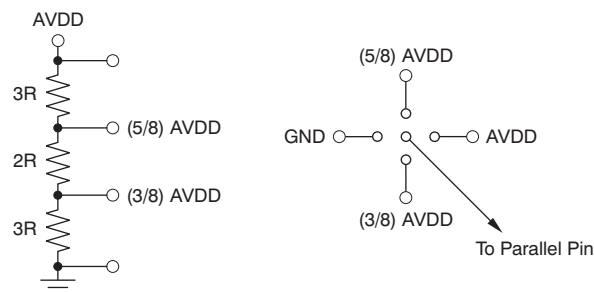 AVDD
3R
(5/8) AVDD
2R
(3/8) AVDD
3R
(5/8) AVDD
GND
AVDD
(3/8) AVDD
To Parallel Pin